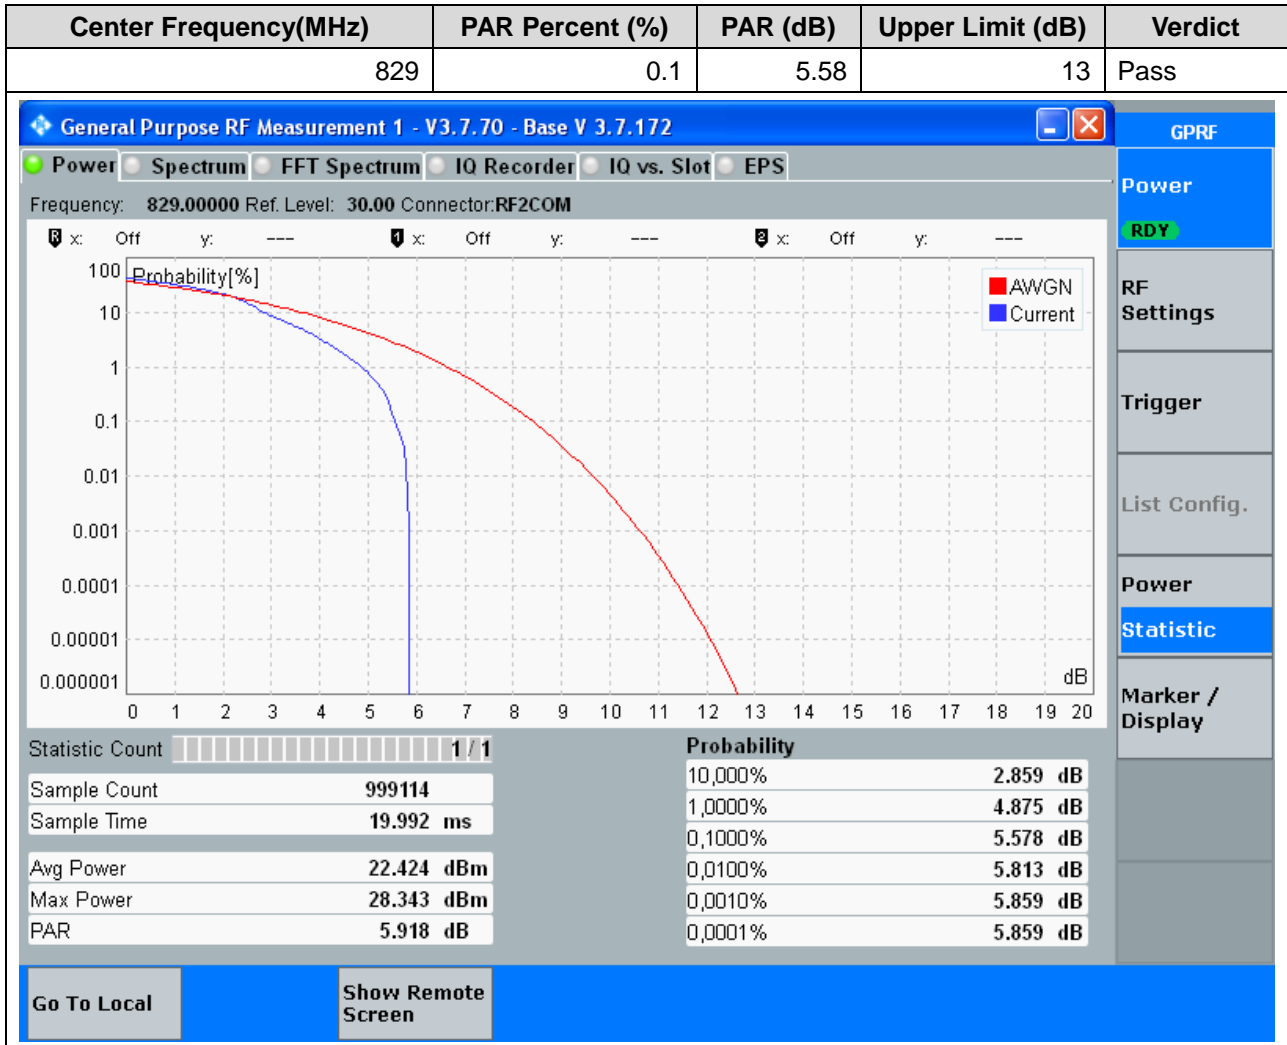 Center Frequency(MHz) PAR Percent (%) PAR (dB) Upper Limit (dB) Verdict
829 0.1 5.58 13 Pass
General Purpose RF Measurement 1 - V3.7.70 - Base V 3.7.172
GPRF
Power Spectrum FFT Spectrum IQ Recorder IQ vs. Slot EPS
Frequency: 829.00000 Ref. Level: 30.00 Connector:RF2COM
R x: Off y: --- 1 x: Off y: --- 2 x: Off y: ---
Probability[%]
AWGN
Current
100
10
1
0.1
0.01
0.001
0.0001
0.00001
0.000001
dB
0 1 2 3 4 5 6 7 8 9 10 11 12 13 14 15 16 17 18 19 20
Statistic Count 1 / 1
Sample Count 999114
Sample Time 19.992 ms
Avg Power 22.424 dBm
Max Power 28.343 dBm
PAR 5.918 dB
Probability
10,000% 2.859 dB
1,0000% 4.875 dB
0,1000% 5.578 dB
0,0100% 5.813 dB
0,0010% 5.859 dB
0,0001% 5.859 dB
Power
RDY
RF
Settings
Trigger
List Config.
Power
Statistic
Marker /
Display
Go To Local
Show Remote
Screen